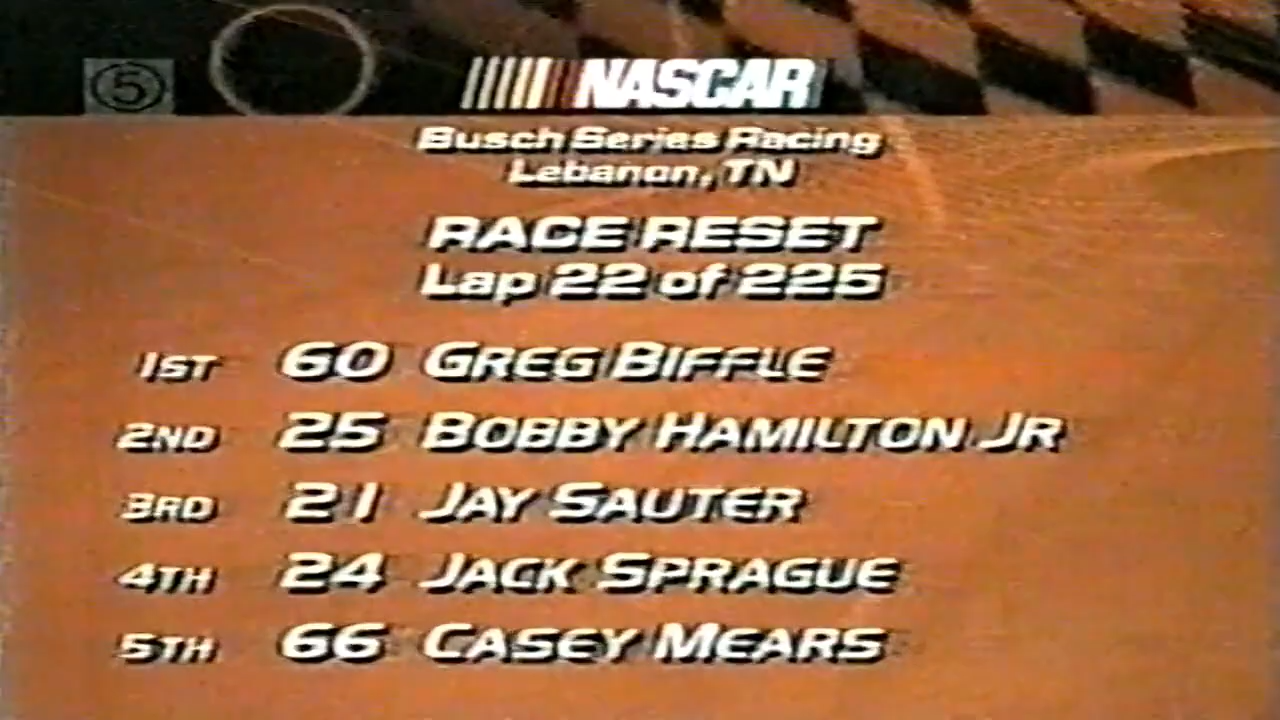 5
NASCAR
Busch Series Racing
Lebanon, TN
RACE RESET
Lap 22 of 225
1ST 60 GREG BIFFLE
2ND 25 BOBBY HAMILTON JR
3RD 21 JAY SAUTER
4TH 24 JACK SPRAGUE
5TH 66 CASEY MEARS